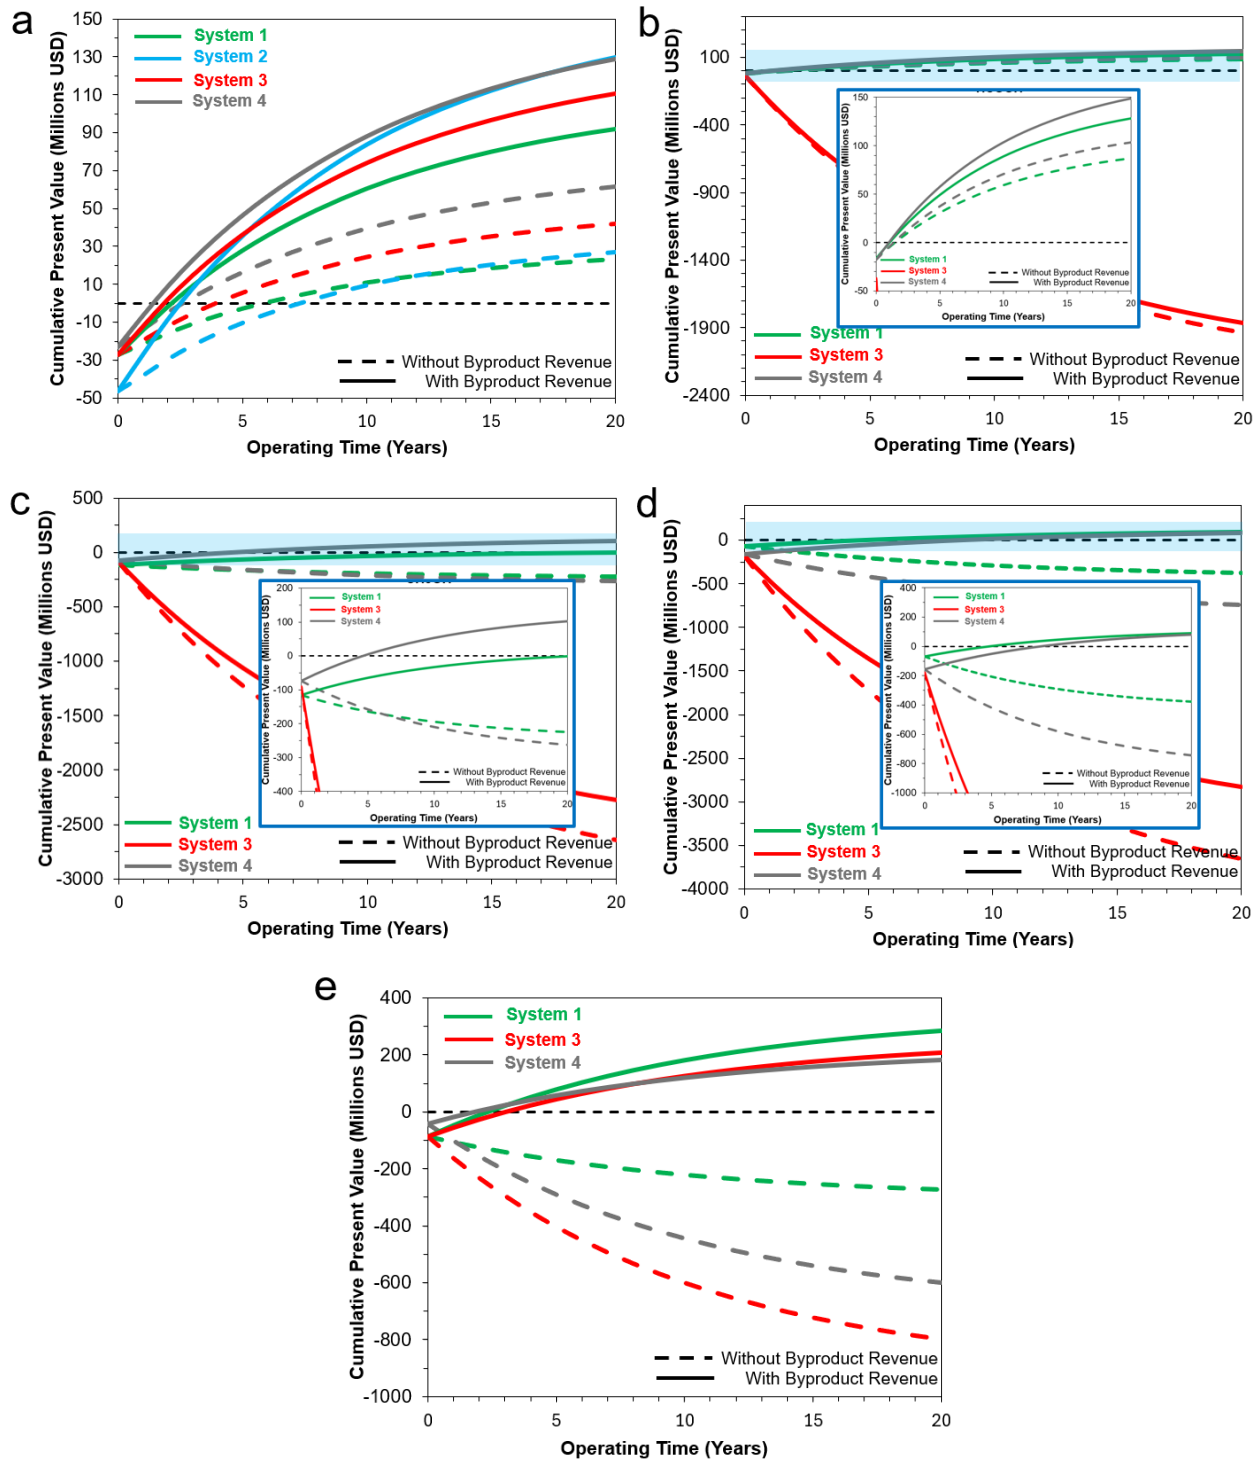 a
Cumulative Present Value (Millions USD)
150
130
110
90
70
50
30
10
-10
-30
-50
System 1
System 2
System 3
System 4
Without Byproduct Revenue
With Byproduct Revenue
0 5 10 15 20
Operating Time (Years)
b
Cumulative Present Value (Millions USD)
100
-400
-900
-1400
-1900
-2400
Cumulative Present Value (Millions USD)
150
100
50
0
-50
System 1
System 3
System 4
Without Byproduct Revenue
With Byproduct Revenue
0 5 10 15 20
Operating Time (Years)
System 1
System 3
System 4
Without Byproduct Revenue
With Byproduct Revenue
0 5 10 15 20
Operating Time (Years)
c
Cumulative Present Value (Millions USD)
500
0
-500
-1000
-1500
-2000
-2500
-3000
Cumulative Present Value (Millions USD)
200
100
0
-100
-200
-300
-400
System 1
System 3
System 4
Without Byproduct Revenue
With Byproduct Revenue
0 5 10 15 20
Operating Time (Years)
System 1
System 3
System 4
Without Byproduct Revenue
With Byproduct Revenue
0 5 10 15 20
Operating Time (Years)
d
Cumulative Present Value (Millions USD)
0
-500
-1000
-1500
-2000
-2500
-3000
-3500
-4000
Cumulative Present Value (Millions USD)
400
200
0
-200
-400
-600
-800
-1000
System 1
System 3
System 4
Without Byproduct Revenue
With Byproduct Revenue
0 5 10 15 20
Operating Time (Years)
System 1
System 3
System 4
Without Byproduct Revenue
With Byproduct Revenue
0 5 10 15 20
Operating Time (Years)
e
Cumulative Present Value (Millions USD)
400
200
0
-200
-400
-600
-800
-1000
System 1
System 3
System 4
Without Byproduct Revenue
With Byproduct Revenue
0 5 10 15 20
Operating Time (Years)